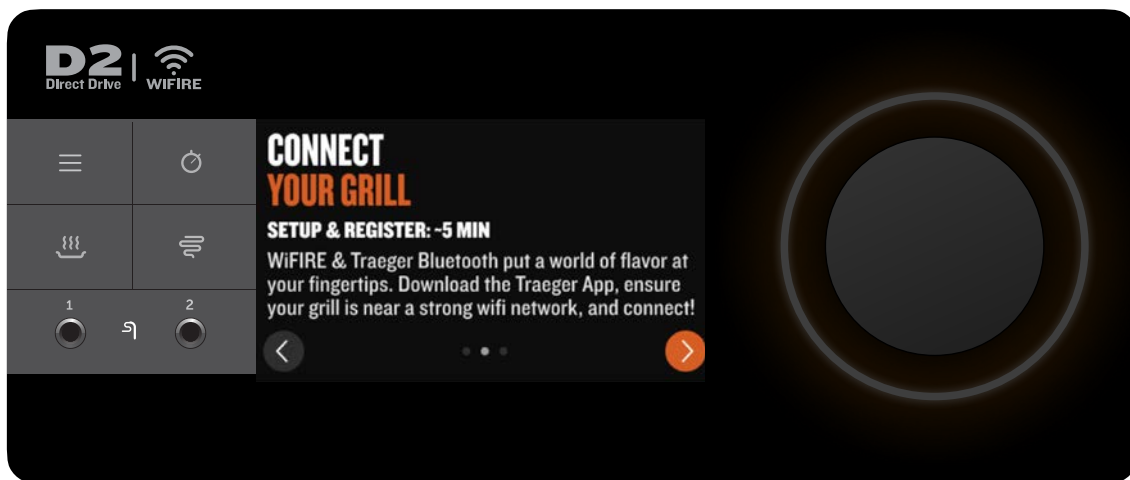 D2
Direct Drive
WIFIRE
CONNECT
YOUR GRILL
SETUP & REGISTER: ~5 MIN
WiFIRE & Traeger Bluetooth put a world of flavor at
your fingertips. Download the Traeger App, ensure
your grill is near a strong wifi network, and connect!
1 2